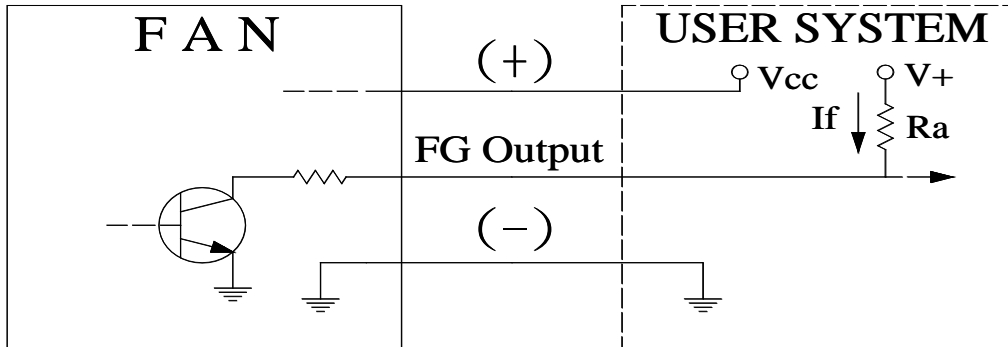 F A N
USER SYSTEM
(+)
Vcc
V+
If
Ra
FG Output
(−)